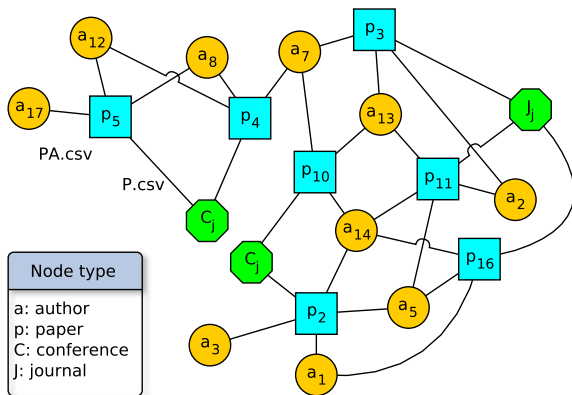 p3
a12
a8
a7
Jj
a17
p5
p4
a13
PA.csv
P.csv
p10
p11
a2
Cj
a14
Cj
p16
Node type
a: author
p: paper
C: conference
J: journal
p2
a5
a3
a1